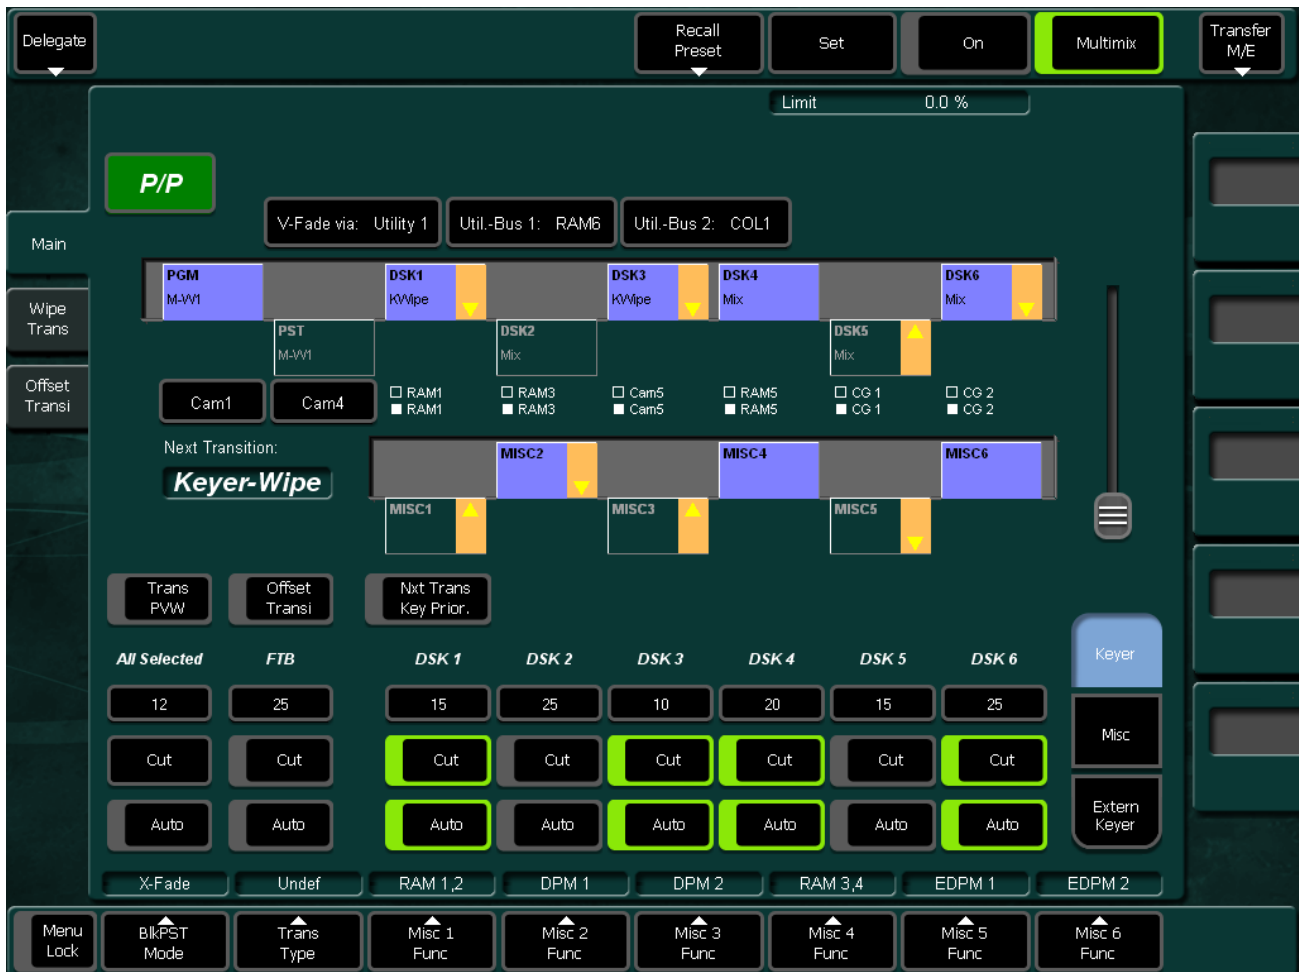 Delegate
Recall
Preset
Set
On
Multimix
Transfer
M/E
Limit 0.0 %
P/P
V-Fade via: Utility 1
Util.-Bus 1: RAM6
Util.-Bus 2: COL1
Main
Wipe
Trans
Offset
Transi
PGM
M-W1
DSK1
KWipe
DSK3
KWipe
DSK4
Mix
DSK6
Mix
PST
M-W1
DSK2
Mix
DSK5
Mix
Cam1
Cam4
RAM1
RAM1
RAM3
RAM3
Cam5
Cam5
RAM5
RAM5
CG 1
CG 1
CG 2
CG 2
Next Transition:
Keyer-Wipe
MISC2
MISC4
MISC6
MISC1
MISC3
MISC5
Trans
PVW
Offset
Transi
Nxt Trans
Key Prior.
All Selected
FTB
DSK 1
DSK 2
DSK 3
DSK 4
DSK 5
DSK 6
12
25
15
25
10
20
15
25
Cut
Cut
Cut
Cut
Cut
Cut
Cut
Cut
Auto
Auto
Auto
Auto
Auto
Auto
Auto
Auto
Keyer
Misc
Extern
Keyer
X-Fade
Undef
RAM 1,2
DPM 1
DPM 2
RAM 3,4
EDPM 1
EDPM 2
Menu
Lock
BlkPST
Mode
Trans
Type
Misc 1
Func
Misc 2
Func
Misc 3
Func
Misc 4
Func
Misc 5
Func
Misc 6
Func